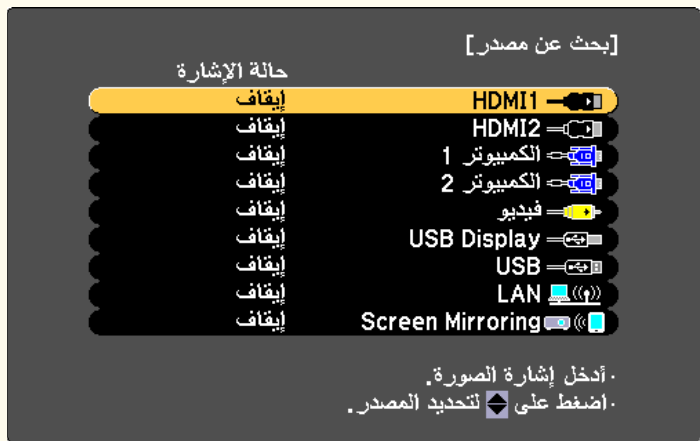 [بحث عن مصدر]
حالة الإشارة
HDMI1 إيقاف
HDMI2 إيقاف
الكمبيوتر 1 إيقاف
الكمبيوتر 2 إيقاف
فيديو إيقاف
USB Display إيقاف
USB إيقاف
LAN إيقاف
Screen Mirroring إيقاف
·أدخل إشارة الصورة.
·اضغط على لتحديد المصدر.